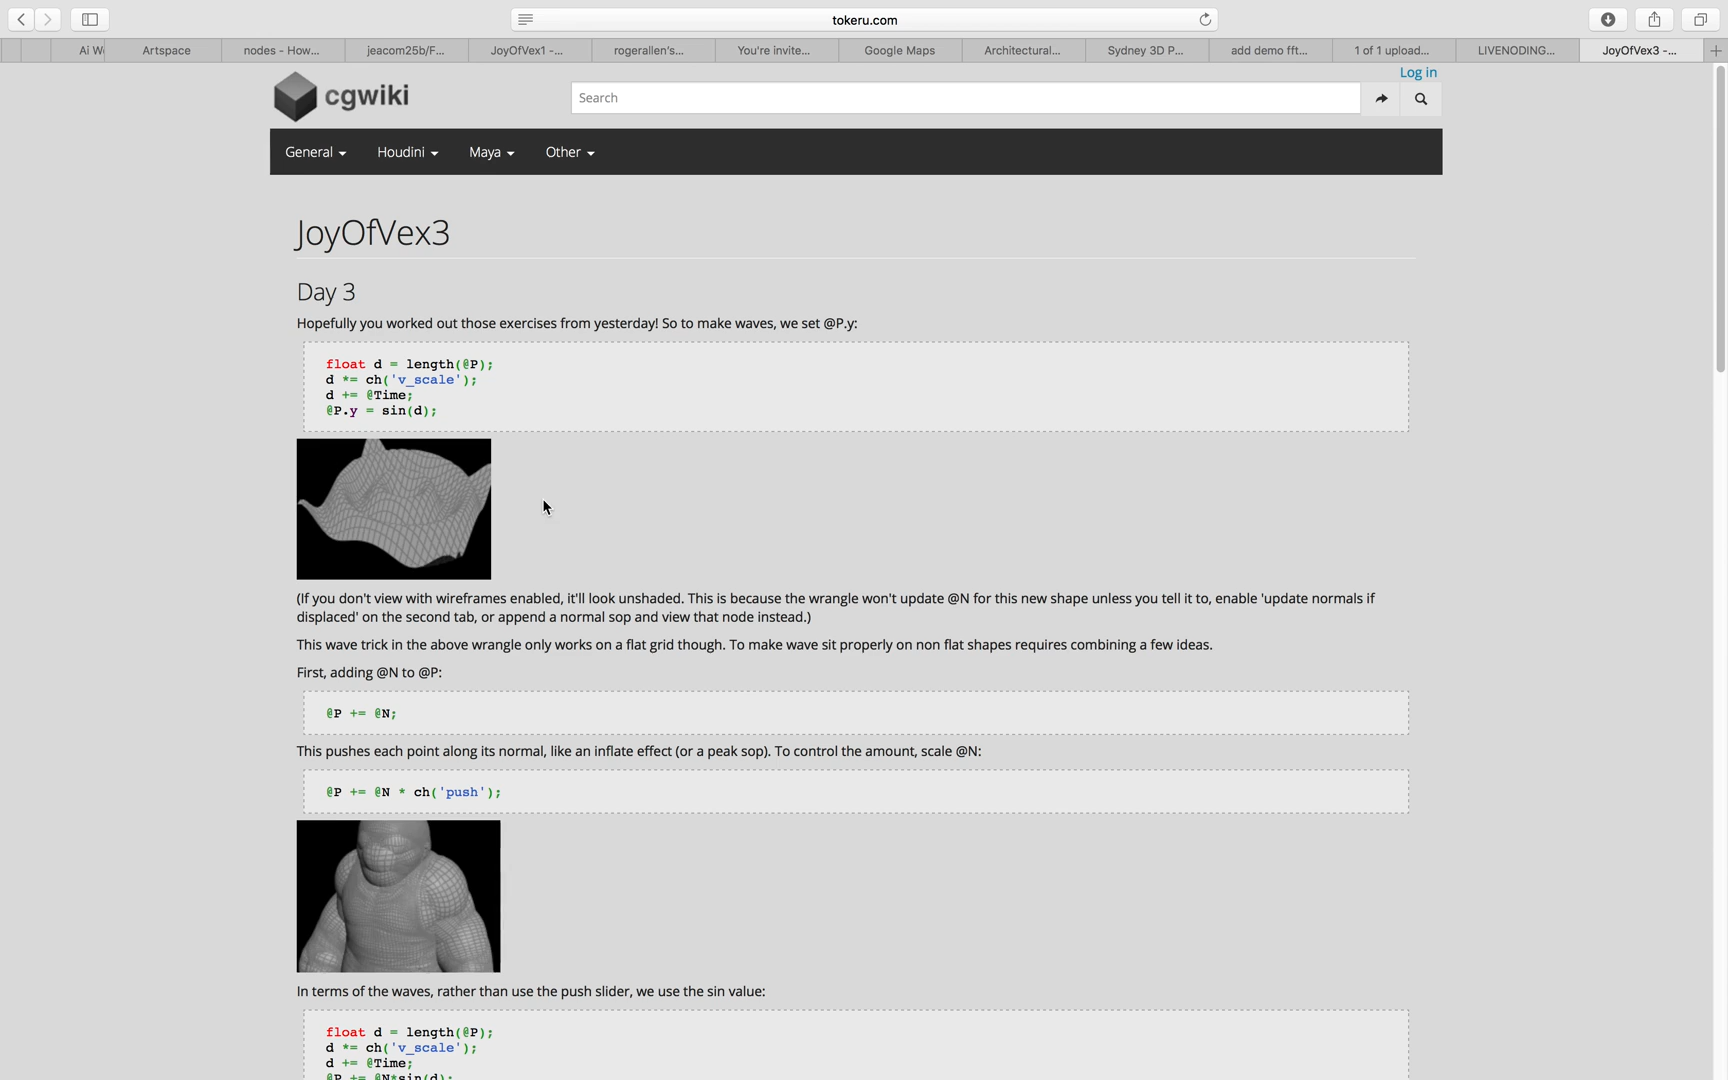 tokeru.com
Ai W
Artspace
nodes - How...
jeacom25b/F...
JoyOfVex1 -...
rogerallen's...
You're invite...
Google Maps
Architectural...
Sydney 3D P...
add demo fft...
1 of 1 upload...
LIVENODING...
JoyOfVex3 -...
Log in
cgwiki
Search
General
Houdini
Maya
Other
JoyOfVex3
Day 3
Hopefully you worked out those exercises from yesterday! So to make waves, we set @P.y:
float d = length(@P);
d *= ch('v_scale');
d += @Time;
@P.y = sin(d);
(If you don't view with wireframes enabled, it'll look unshaded. This is because the wrangle won't update @N for this new shape unless you tell it to, enable 'update normals if
displaced' on the second tab, or append a normal sop and view that node instead.)
This wave trick in the above wrangle only works on a flat grid though. To make wave sit properly on non flat shapes requires combining a few ideas.
First, adding @N to @P:
@P += @N;
This pushes each point along its normal, like an inflate effect (or a peak sop). To control the amount, scale @N:
@P += @N * ch('push');
In terms of the waves, rather than use the push slider, we use the sin value:
float d = length(@P);
d *= ch('v_scale');
d += @Time;
@P += @N*sin(d);